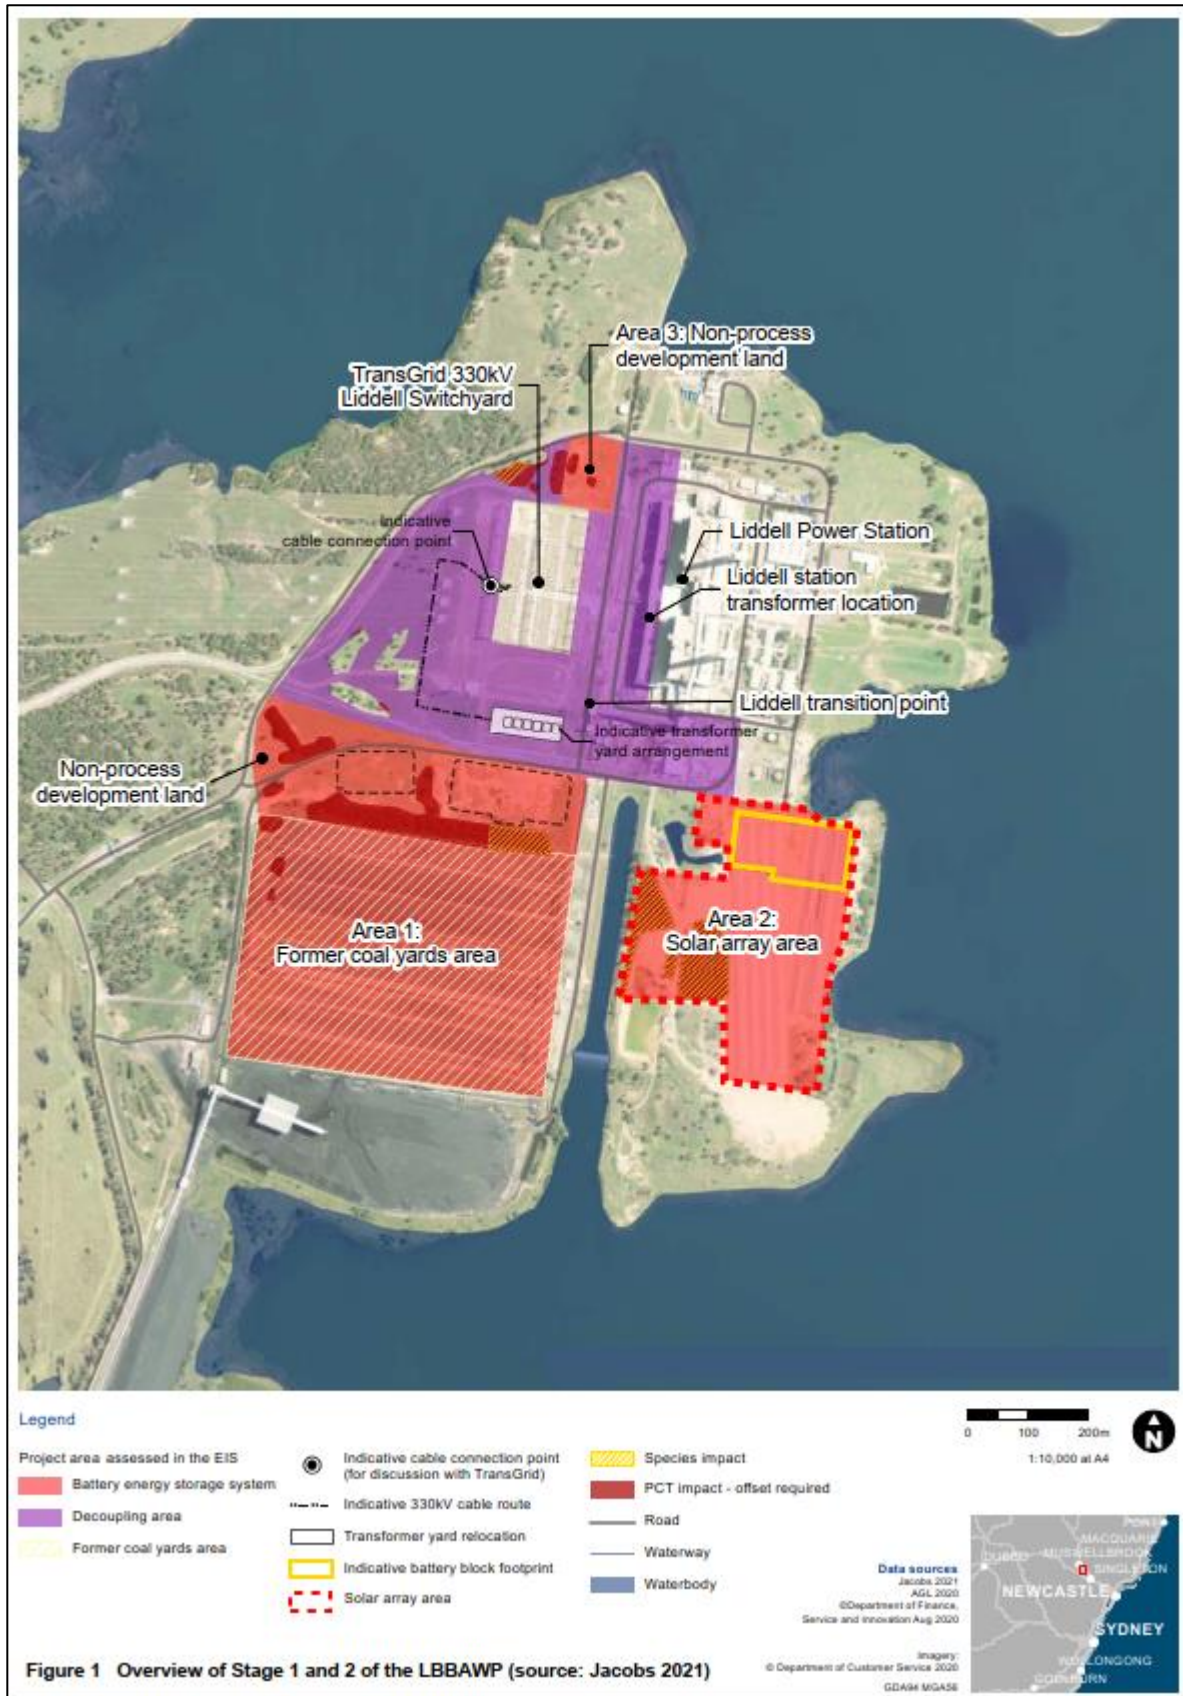 Area 3: Non-process
development land
TransGrid 330kV
Liddell Switchyard
Indicative
cable connection point
Liddell Power Station
Liddell station
transformer location
Liddell transition point
Indicative transformer
yard arrangement
Non-process
development land
Area 1:
Former coal yards area
Area 2:
Solar array area
Legend
Project area assessed in the EIS
Battery energy storage system
Decoupling area
Former coal yards area
Indicative cable connection point
(for discussion with TransGrid)
Indicative 330kV cable route
Transformer yard relocation
Indicative battery block footprint
Solar array area
Species impact
PCT impact - offset required
Road
Waterway
Waterbody
0 100 200m
N
1:10,000 at A4
Data sources
Jacobs 2021
AGL 2020
©Department of Finance,
Service and Innovation Aug 2020
Imagery:
© Department of Customer Service 2020
GDA94 MGA56
PORT
MACQUARIE
DUBBO
MUSWELLBROOK
SINGLETON
NEWCASTLE
SYDNEY
WOLLONGONG
GOULBURN
Figure 1 Overview of Stage 1 and 2 of the LBBAWP (source: Jacobs 2021)